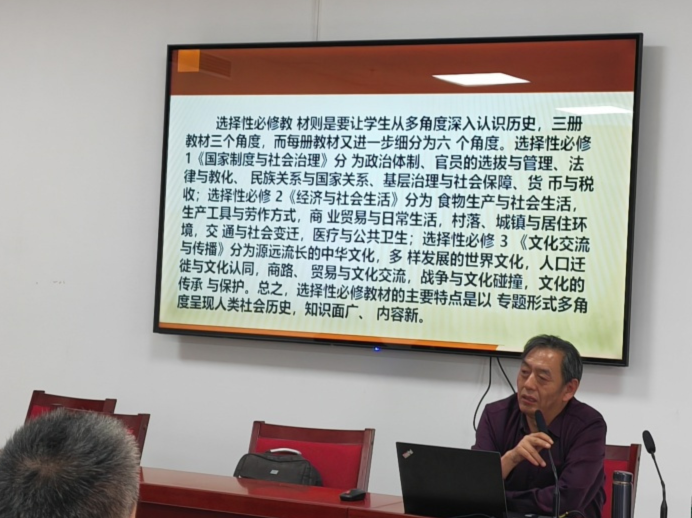 选择性必修教 材则是要让学生从多角度深入认识历史，三册
教材三个角度，而每册教材又进一步细分为六 个角度。选择性必修
1《国家制度与社会治理》分 为政治体制、官员的选拔与管理、法
律与教化、 民族关系与国家关系、基层治理与社会保障、货 币与税
收；选择性必修 2《经济与社会生活》分为 食物生产与社会生活，
生产工具与劳作方式，商 业贸易与日常生活，村落、城镇与居住环
境，交 通与社会变迁，医疗与公共卫生；选择性必修 3 《文化交流
与传播》分为源远流长的中华文化，多 样发展的世界文化，人口迁
徙与文化认同，商路、 贸易与文化交流，战争与文化碰撞，文化的
传承 与保护。总之，选择性必修教材的主要特点是以 专题形式多角
度呈现人类社会历史，知识面广、 内容新。